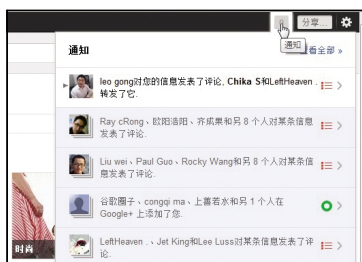 分享...
通知
查看全部 »
通知
leo gong对您的信息发表了评论, Chika S和LeftHeaven .
转发了它.
Ray cRong、欧阳浩阳、齐成果和另 8 个人对某条信息
发表了评论.
Liu wei、Paul Guo、Rocky Wang和另 8 个人对某条信
息发表了评论.
谷歌圈子、congqi ma、上善若水和另 1 个人在
Google+ 上添加了您.
LeftHeaven .、Jet King和Lee Luss对某条信息发表了评
论.
时尚